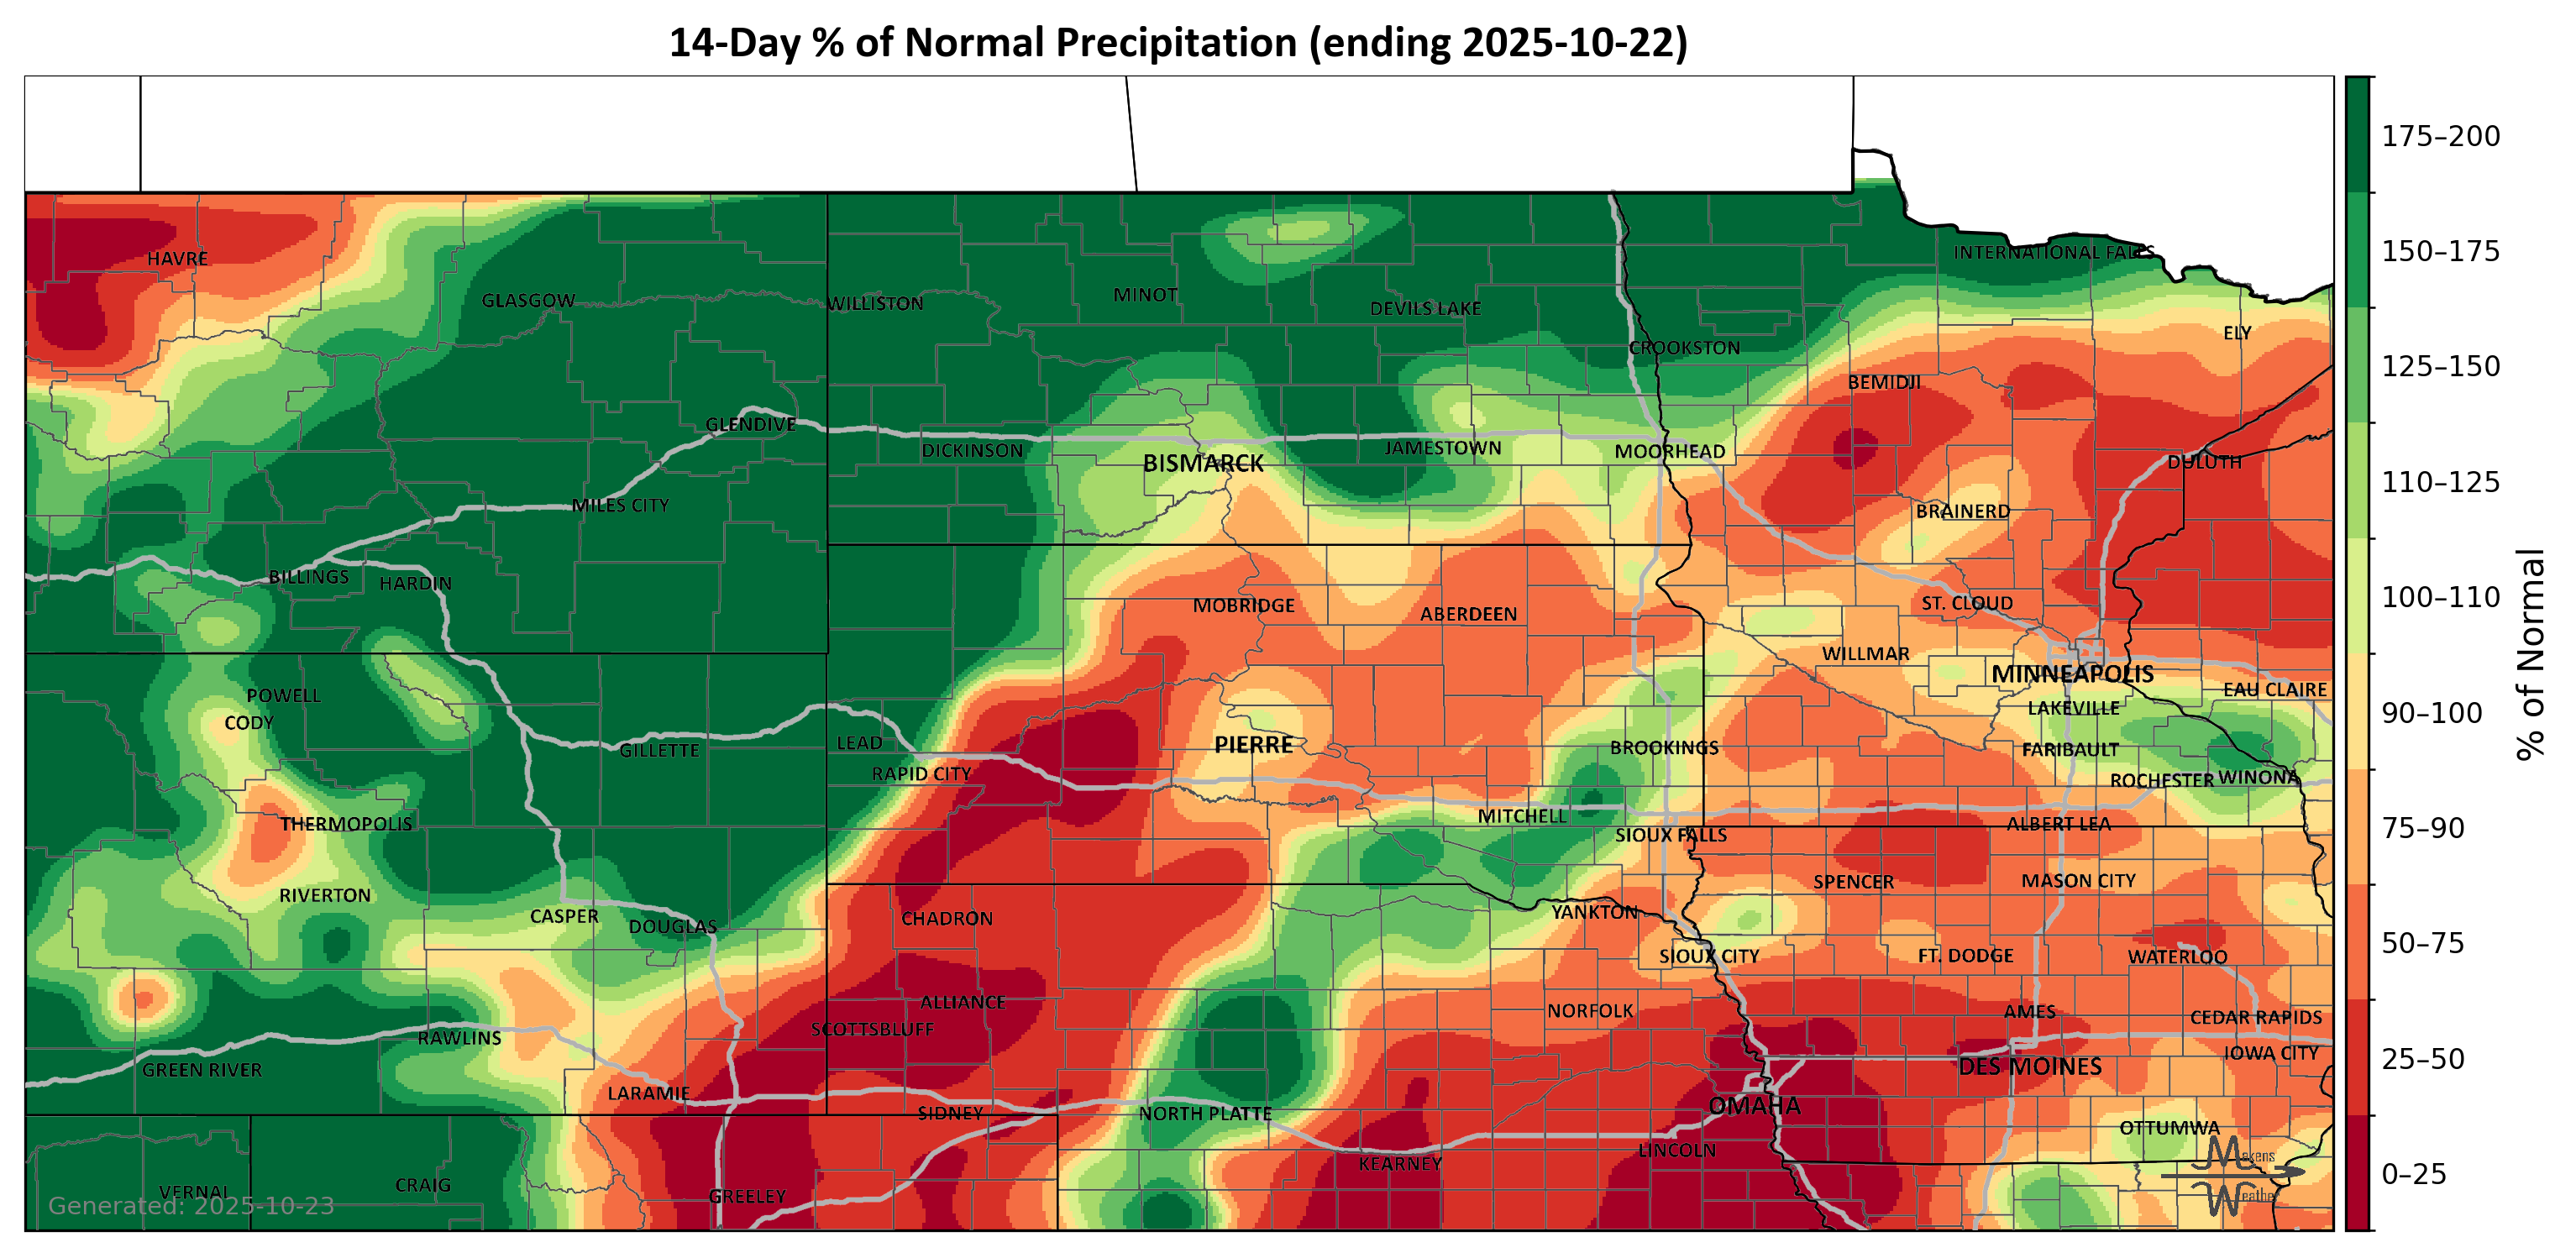 14-Day % of Normal Precipitation (ending 2025-10-22)
175–200
INTERNATIONAL FALLS
150–175
HAVRE
GLASGOW
WILLISTON
MINOT
DEVILS LAKE
ELY
CROOKSTON
125–150
BEMIDJI
GLENDIVE
DICKINSON
BISMARCK
JAMESTOWN
MOORHEAD
DULUTH
110–125
MILES CITY
BRAINERD
BILLINGS
HARDIN
MOBRIDGE
ABERDEEN
ST. CLOUD
100–110
WILLMAR
MINNEAPOLIS
% of Normal
POWELL
CODY
EAU CLAIRE
LAKEVILLE
90–100
GILLETTE
LEAD
PIERRE
BROOKINGS
FARIBAULT
RAPID CITY
ROCHESTER
WINONA
THERMOPOLIS
MITCHELL
SIOUX FALLS
ALBERT LEA
75–90
RIVERTON
SPENCER
MASON CITY
CASPER
DOUGLAS
CHADRON
YANKTON
SIOUX CITY
FT. DODGE
WATERLOO
50–75
ALLIANCE
NORFOLK
AMES
CEDAR RAPIDS
RAWLINS
SCOTTSBLUFF
IOWA CITY
GREEN RIVER
DES MOINES
25–50
LARAMIE
SIDNEY
NORTH PLATTE
OMAHA
OTTUMWA
KEARNEY
LINCOLN
Makens
Weather
0–25
VERNAL
CRAIG
GREELEY
Generated: 2025-10-23